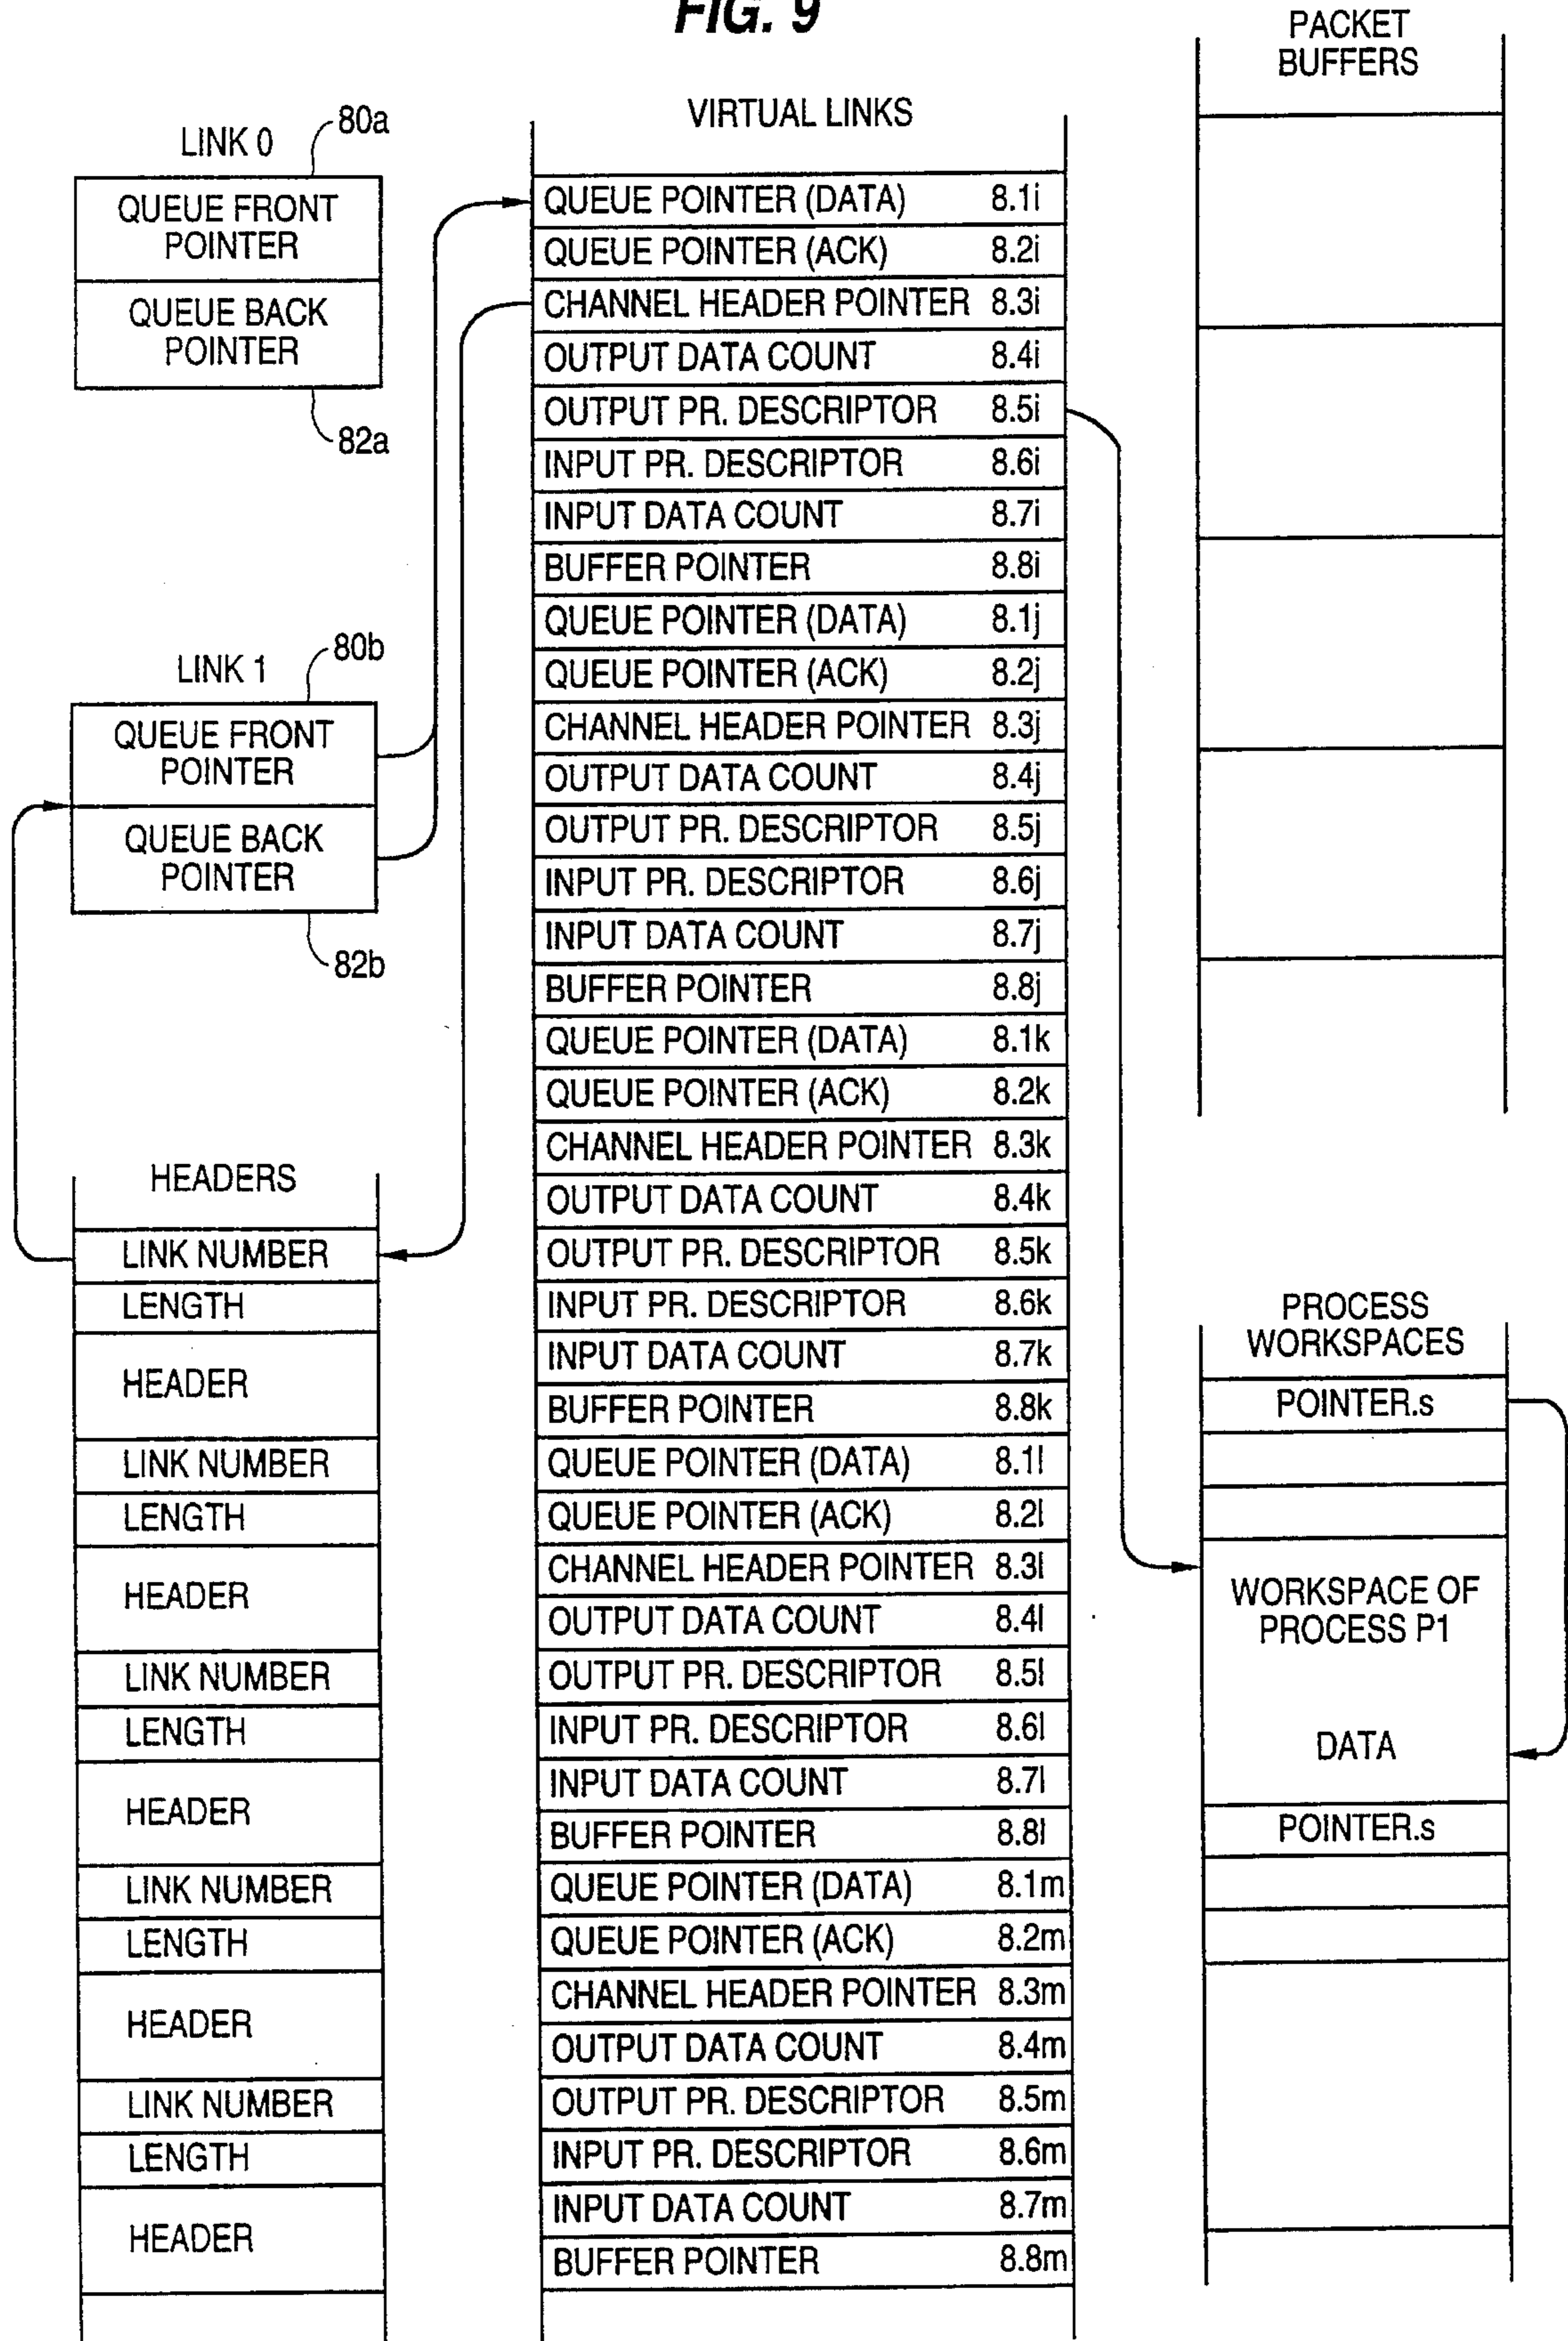 FIG. 9
LINK 0
80a
QUEUE FRONT
POINTER
QUEUE BACK
POINTER
82a
LINK 1
80b
QUEUE FRONT
POINTER
QUEUE BACK
POINTER
82b
HEADERS
LINK NUMBER
LENGTH
HEADER
LINK NUMBER
LENGTH
HEADER
LINK NUMBER
LENGTH
HEADER
LINK NUMBER
LENGTH
HEADER
LINK NUMBER
LENGTH
HEADER
VIRTUAL LINKS
QUEUE POINTER (DATA) 8.1i
QUEUE POINTER (ACK) 8.2i
CHANNEL HEADER POINTER 8.3i
OUTPUT DATA COUNT 8.4i
OUTPUT PR. DESCRIPTOR 8.5i
INPUT PR. DESCRIPTOR 8.6i
INPUT DATA COUNT 8.7i
BUFFER POINTER 8.8i
QUEUE POINTER (DATA) 8.1j
QUEUE POINTER (ACK) 8.2j
CHANNEL HEADER POINTER 8.3j
OUTPUT DATA COUNT 8.4j
OUTPUT PR. DESCRIPTOR 8.5j
INPUT PR. DESCRIPTOR 8.6j
INPUT DATA COUNT 8.7j
BUFFER POINTER 8.8j
QUEUE POINTER (DATA) 8.1k
QUEUE POINTER (ACK) 8.2k
CHANNEL HEADER POINTER 8.3k
OUTPUT DATA COUNT 8.4k
OUTPUT PR. DESCRIPTOR 8.5k
INPUT PR. DESCRIPTOR 8.6k
INPUT DATA COUNT 8.7k
BUFFER POINTER 8.8k
QUEUE POINTER (DATA) 8.1l
QUEUE POINTER (ACK) 8.2l
CHANNEL HEADER POINTER 8.3l
OUTPUT DATA COUNT 8.4l
OUTPUT PR. DESCRIPTOR 8.5l
INPUT PR. DESCRIPTOR 8.6l
INPUT DATA COUNT 8.7l
BUFFER POINTER 8.8l
QUEUE POINTER (DATA) 8.1m
QUEUE POINTER (ACK) 8.2m
CHANNEL HEADER POINTER 8.3m
OUTPUT DATA COUNT 8.4m
OUTPUT PR. DESCRIPTOR 8.5m
INPUT PR. DESCRIPTOR 8.6m
INPUT DATA COUNT 8.7m
BUFFER POINTER 8.8m
PACKET
BUFFERS
PROCESS
WORKSPACES
POINTER.s
WORKSPACE OF
PROCESS P1
DATA
POINTER.s